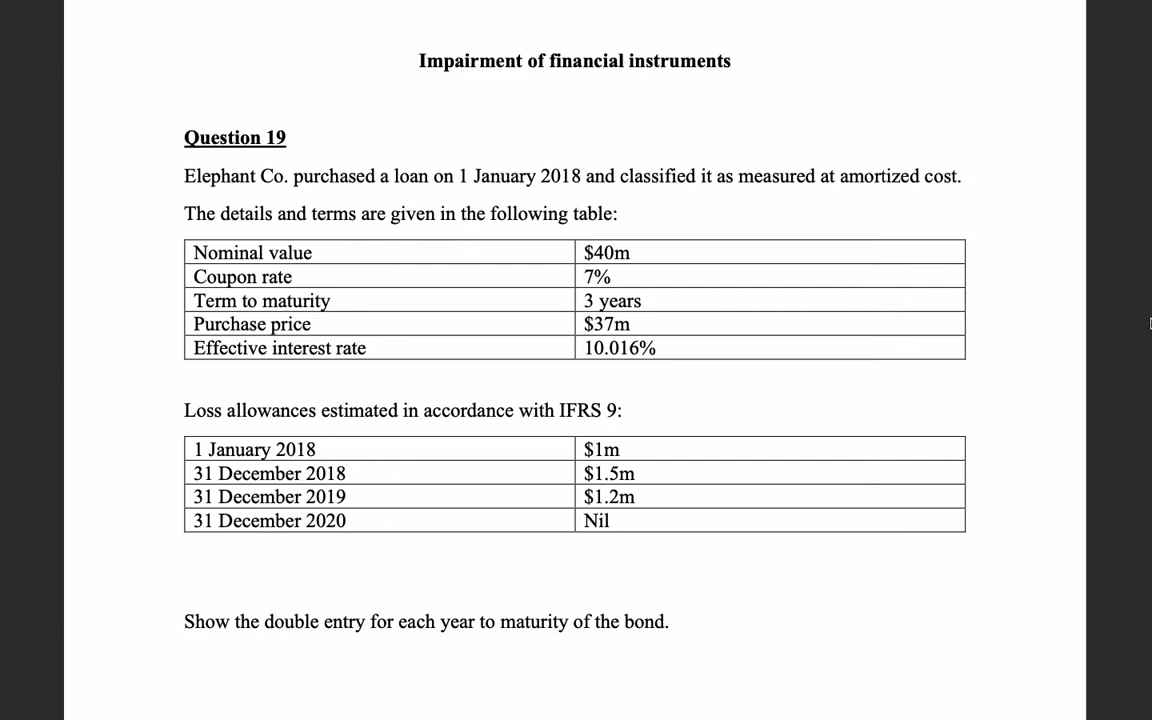 Impairment of financial instruments
Question 19
Elephant Co. purchased a loan on 1 January 2018 and classified it as measured at amortized cost.
The details and terms are given in the following table:
Nominal value $40m
Coupon rate 7%
Term to maturity 3 years
Purchase price $37m
Effective interest rate 10.016%
Loss allowances estimated in accordance with IFRS 9:
1 January 2018 $1m
31 December 2018 $1.5m
31 December 2019 $1.2m
31 December 2020 Nil
Show the double entry for each year to maturity of the bond.